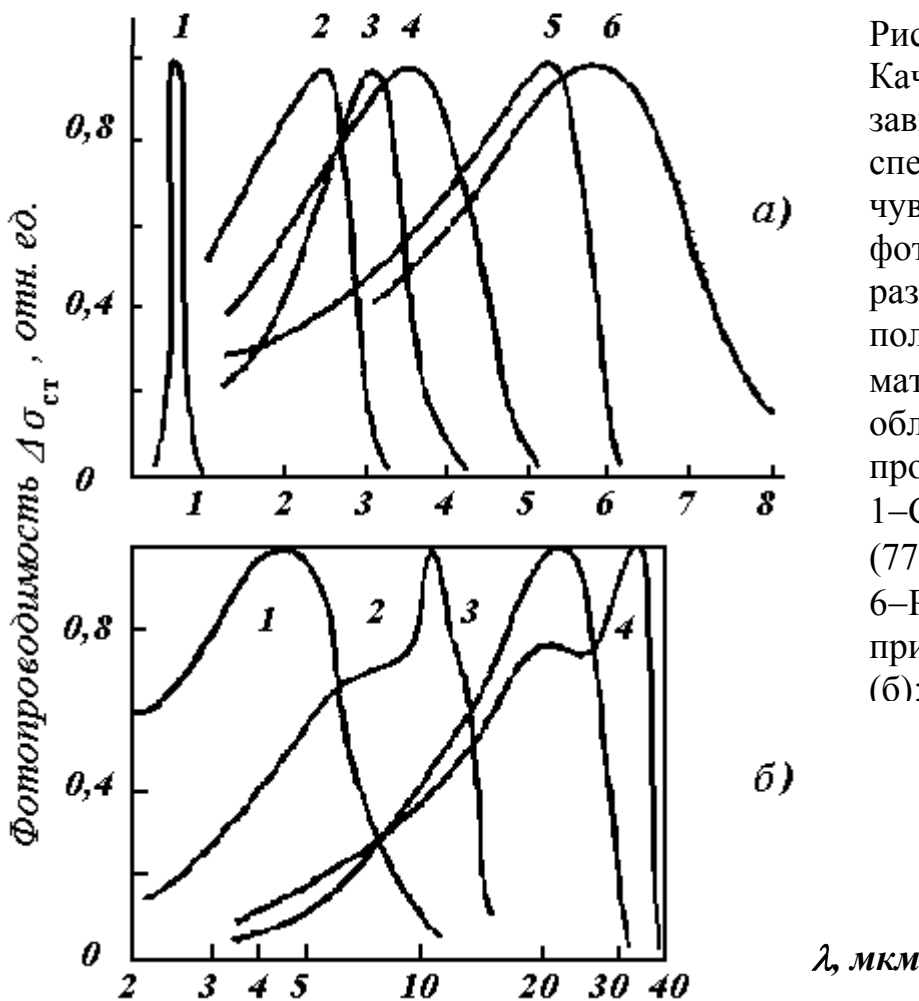 1 2 3 4 5 6
0,8
0,4
0
а)
1 2 3 4 5 6 7 8
Фотопроводимость Δσст , отн. ед.
Рис
Кач
зав
спе
чув
фот
раз
пол
мат
обл
про
1–С
(77
6–Р
при
(б):
0,8
0,4
0
1 2 3 4
б)
2 3 4 5 10 20 30 40
λ, мкм